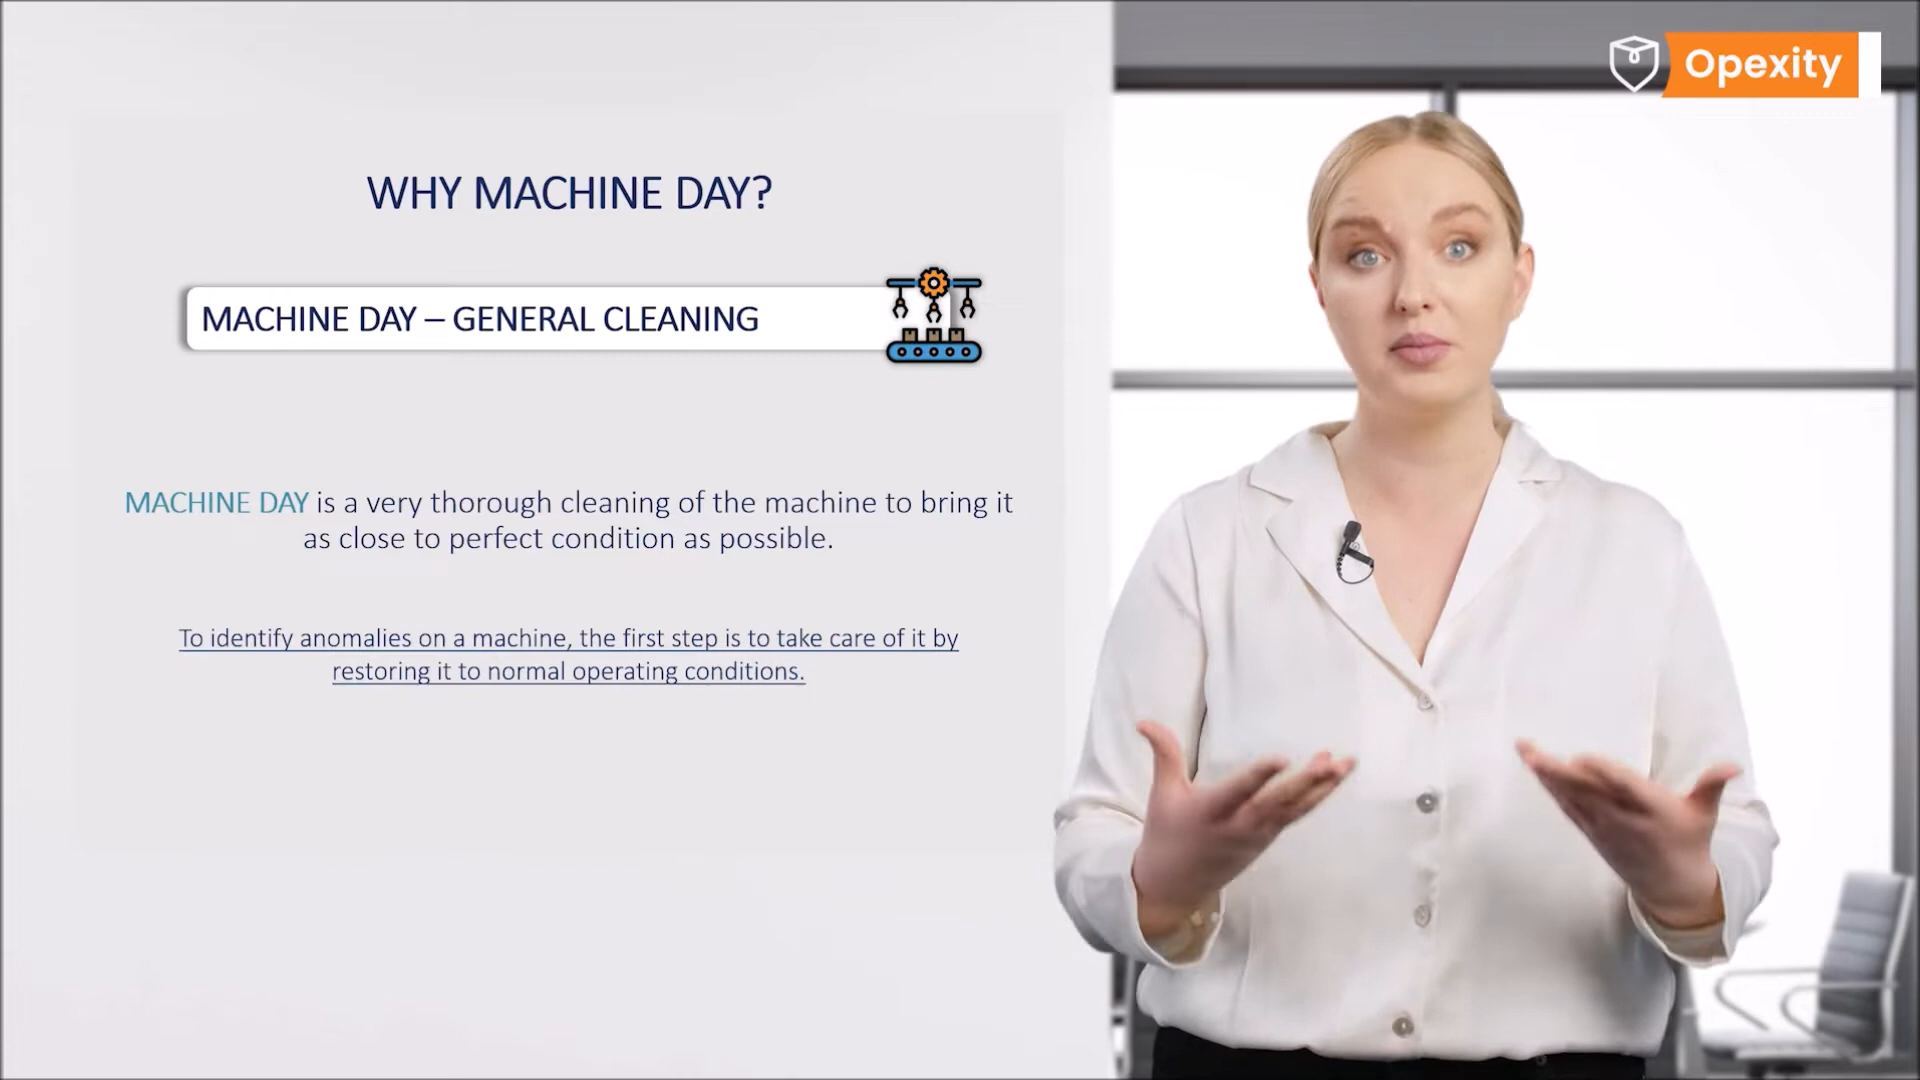 Opexity
WHY MACHINE DAY?
MACHINE DAY – GENERAL CLEANING
MACHINE DAY is a very thorough cleaning of the machine to bring it
as close to perfect condition as possible.
To identify anomalies on a machine, the first step is to take care of it by
restoring it to normal operating conditions.